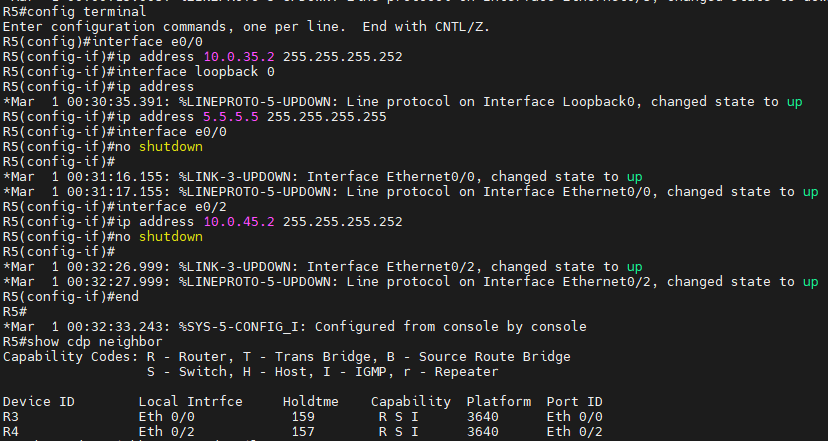 R5#config terminal
Enter configuration commands, one per line.  End with CNTL/Z.
R5(config)#interface e0/0
R5(config-if)#ip address 10.0.35.2 255.255.255.252
R5(config-if)#interface loopback 0
R5(config-if)#ip address
*Mar  1 00:30:35.391: %LINEPROTO-5-UPDOWN: Line protocol on Interface Loopback0, changed state to up
R5(config-if)#ip address 5.5.5.5 255.255.255.255
R5(config-if)#interface e0/0
R5(config-if)#no shutdown
R5(config-if)#
*Mar  1 00:31:16.155: %LINK-3-UPDOWN: Interface Ethernet0/0, changed state to up
*Mar  1 00:31:17.155: %LINEPROTO-5-UPDOWN: Line protocol on Interface Ethernet0/0, changed state to up
R5(config-if)#interface e0/2
R5(config-if)#ip address 10.0.45.2 255.255.255.252
R5(config-if)#no shutdown
R5(config-if)#
*Mar  1 00:32:26.999: %LINK-3-UPDOWN: Interface Ethernet0/2, changed state to up
*Mar  1 00:32:27.999: %LINEPROTO-5-UPDOWN: Line protocol on Interface Ethernet0/2, changed state to up
R5(config-if)#end
R5#
*Mar  1 00:32:33.243: %SYS-5-CONFIG_I: Configured from console by console
R5#show cdp neighbor
Capability Codes: R - Router, T - Trans Bridge, B - Source Route Bridge
                  S - Switch, H - Host, I - IGMP, r - Repeater
Device ID        Local Intrfce     Holdtme    Capability  Platform  Port ID
R3               Eth 0/0            159        R S I      3640      Eth 0/0
R4               Eth 0/2            157        R S I      3640      Eth 0/2